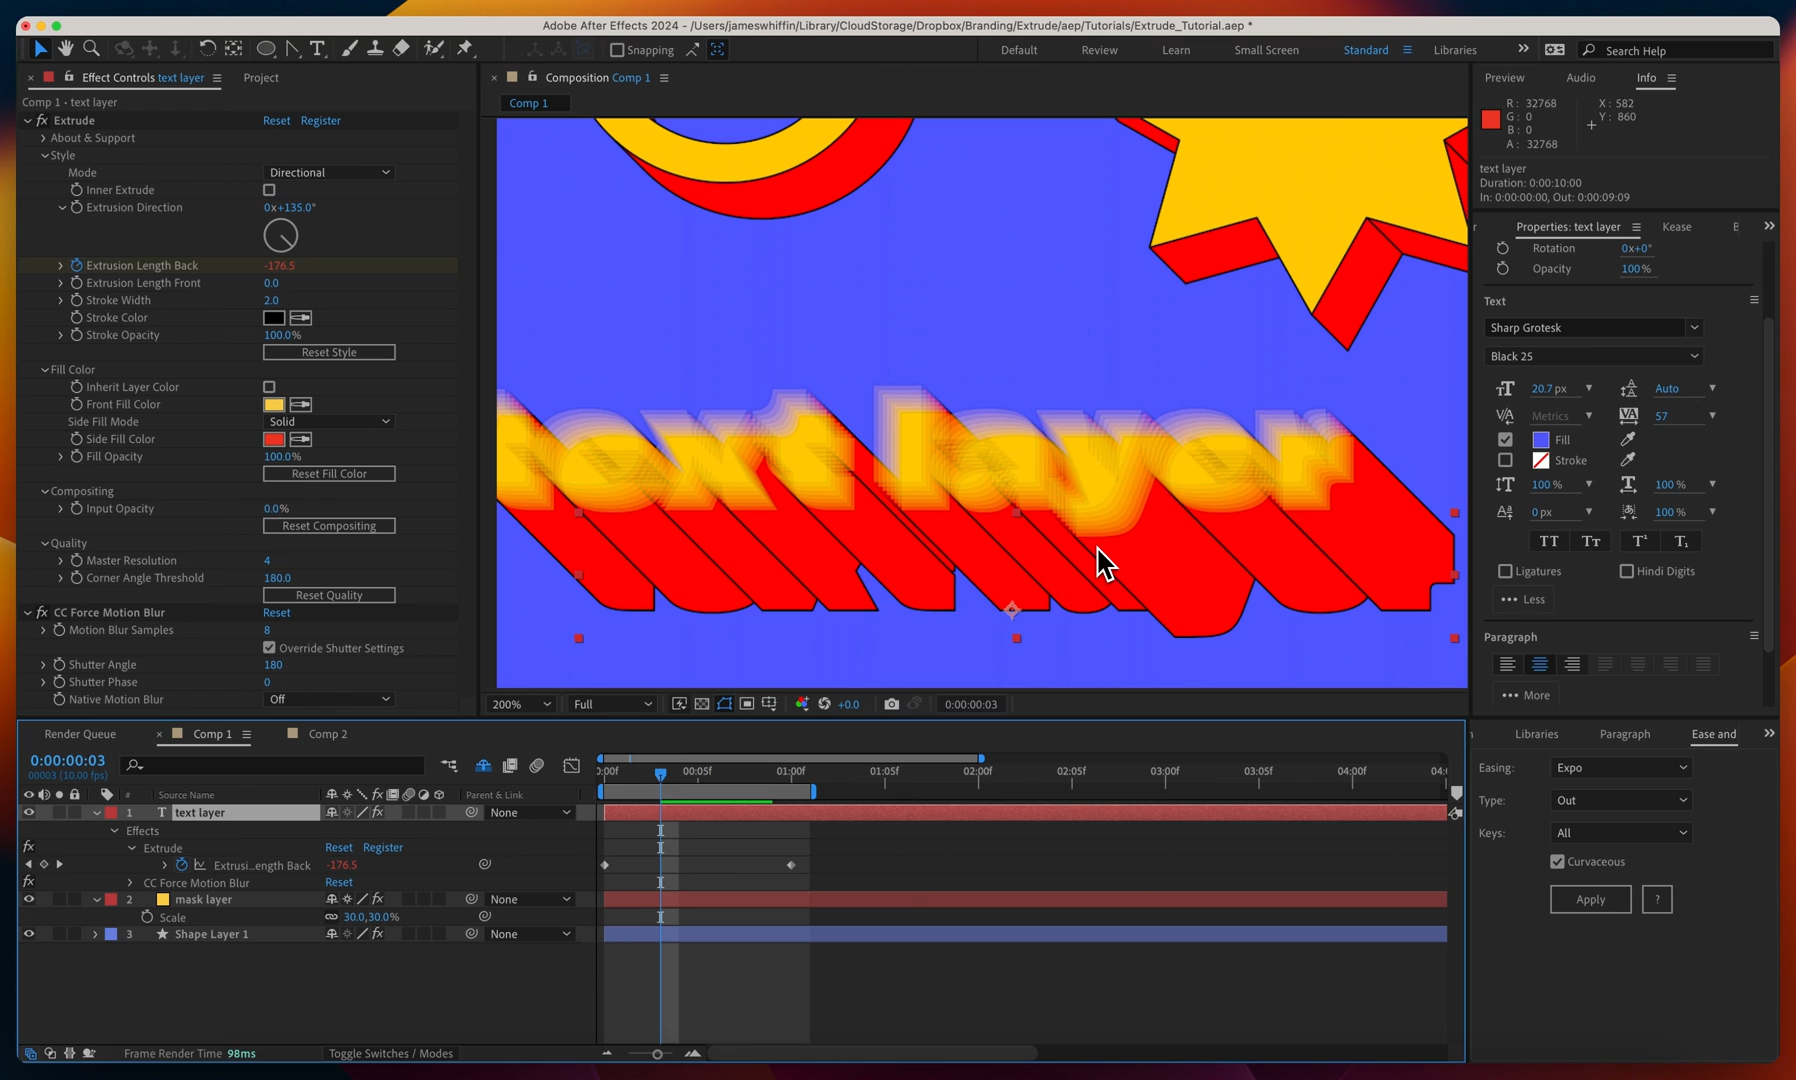 Adobe After Effects 2024 - /Users/jameswhiffin/Library/CloudStorage/Dropbox/Branding/Extrude/aep/Tutorials/Extrude_Tutorial.aep *
Snapping
Default
Review
Learn
Small Screen
Standard
Libraries
Search Help
Effect Controls text layer
Project
Comp 1 • text layer
fx Extrude Reset Register
About & Support
Style
Mode Directional
Inner Extrude
Extrusion Direction 0x+135.0°
Extrusion Length Back -176.5
Extrusion Length Front 0.0
Stroke Width 2.0
Stroke Color
Stroke Opacity 100.0%
Reset Style
Fill Color
Inherit Layer Color
Front Fill Color
Side Fill Mode Solid
Side Fill Color
Fill Opacity 100.0%
Reset Fill Color
Compositing
Input Opacity 0.0%
Reset Compositing
Quality
Master Resolution 4
Corner Angle Threshold 180.0
Reset Quality
fx CC Force Motion Blur Reset
Motion Blur Samples 8
Override Shutter Settings
Shutter Angle 180
Shutter Phase 0
Native Motion Blur Off
Composition Comp 1
Comp 1
text layer
200%
Full
+0.0
0:00:00:03
Preview
Audio
Info
R: 32768
G: 0
B: 0
A: 32768
X: 582
Y: 860
text layer
Duration: 0:00:10:00
In: 0:00:00:00, Out: 0:00:09:09
Properties: text layer
Kease
Rotation 0x+0°
Opacity 100%
Text
Sharp Grotesk
Black 25
20.7 px
Auto
Metrics
57
Fill
Stroke
100 %
100 %
0 px
100 %
TT Tт T¹ T₁
Ligatures
Hindi Digits
Less
Paragraph
More
Render Queue
Comp 1
Comp 2
0:00:00:03
00003 (10.00 fps)
# Source Name
Parent & Link
0:00f 00:05f 01:00f 01:05f 02:00f 02:05f 03:00f 03:05f 04:00f
1 T text layer fx None
Effects
fx Extrude Reset Register
Extrusi...ength Back -176.5
fx CC Force Motion Blur Reset
2 mask layer fx None
Scale 30.0,30.0%
3 Shape Layer 1 fx None
Frame Render Time 98ms
Toggle Switches / Modes
Libraries
Paragraph
Ease and
Easing: Expo
Type: Out
Keys: All
Curvaceous
Apply
?